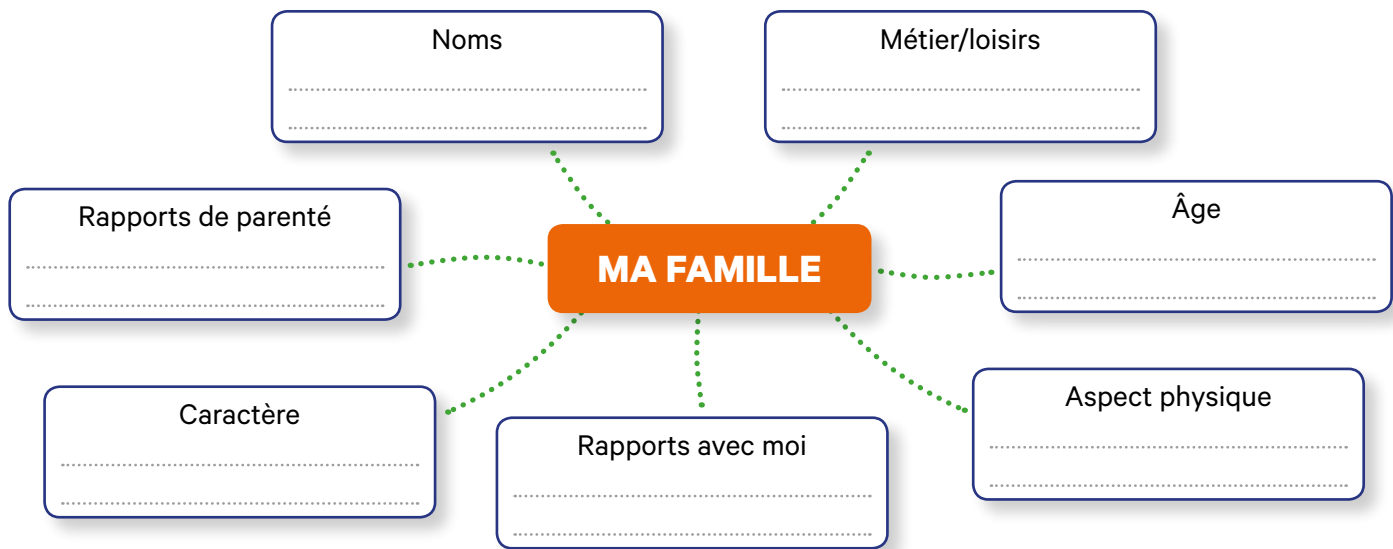 Noms
Métier/loisirs
Rapports de parenté
Âge
MA FAMILLE
Caractère
Rapports avec moi
Aspect physique